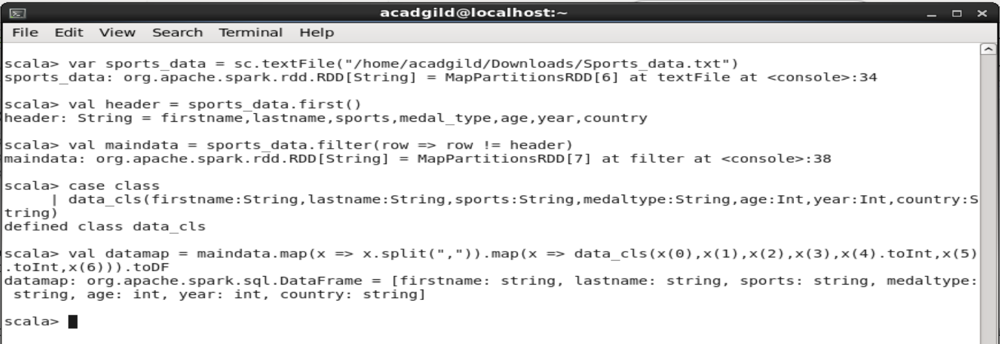 acadgild@localhost:~
File Edit View Search Terminal Help
scala> var sports_data = sc.textFile("/home/acadgild/Downloads/Sports_data.txt")
sports_data: org.apache.spark.rdd.RDD[String] = MapPartitionsRDD[6] at textFile at <console>:34
scala> val header = sports_data.first()
header: String = firstname,lastname,sports,medal_type,age,year,country
scala> val maindata = sports_data.filter(row => row != header)
maindata: org.apache.spark.rdd.RDD[String] = MapPartitionsRDD[7] at filter at <console>:38
scala> case class
     | data_cls(firstname:String,lastname:String,sports:String,medaltype:String,age:Int,year:Int,country:S
tring)
defined class data_cls
scala> val datamap = maindata.map(x => x.split(",")).map(x => data_cls(x(0),x(1),x(2),x(3),x(4).toInt,x(5)
.toInt,x(6))).toDF
datamap: org.apache.spark.sql.DataFrame = [firstname: string, lastname: string, sports: string, medaltype:
 string, age: int, year: int, country: string]
scala>